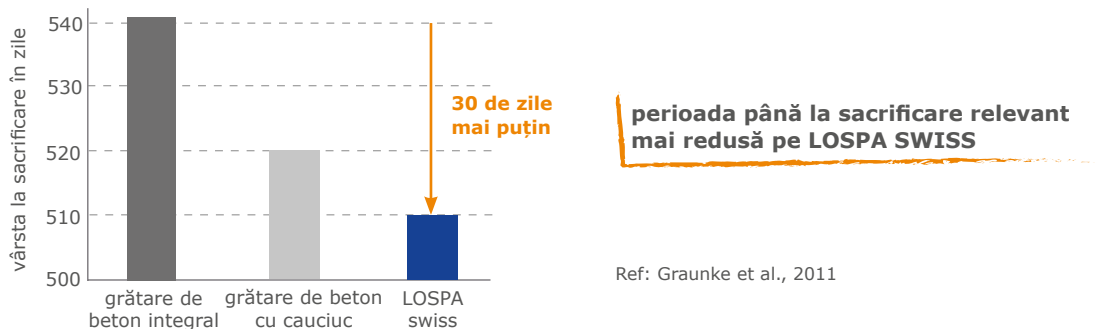 vârsta la sacrificare în zile
540
530
520
510
500
30 de zile
mai puțin
grătare de
beton integral
grătare de beton
cu cauciuc
LOSPA
swiss
perioada până la sacrificare relevant
mai redusă pe LOSPA SWISS
Ref: Graunke et al., 2011